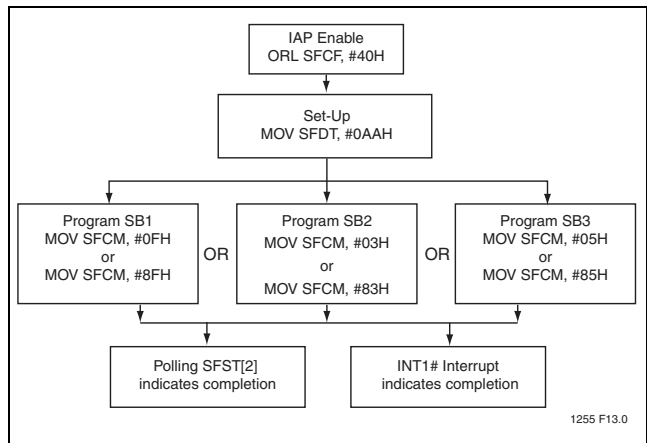 IAP Enable
ORL SFCF, #40H
Set-Up
MOV SFDT, #0AAH
Program SB1
MOV SFCM, #0FH
or
MOV SFCM, #8FH
OR
Program SB2
MOV SFCM, #03H
or
MOV SFCM, #83H
OR
Program SB3
MOV SFCM, #05H
or
MOV SFCM, #85H
Polling SFST[2]
indicates completion
INT1# Interrupt
indicates completion
1255 F13.0